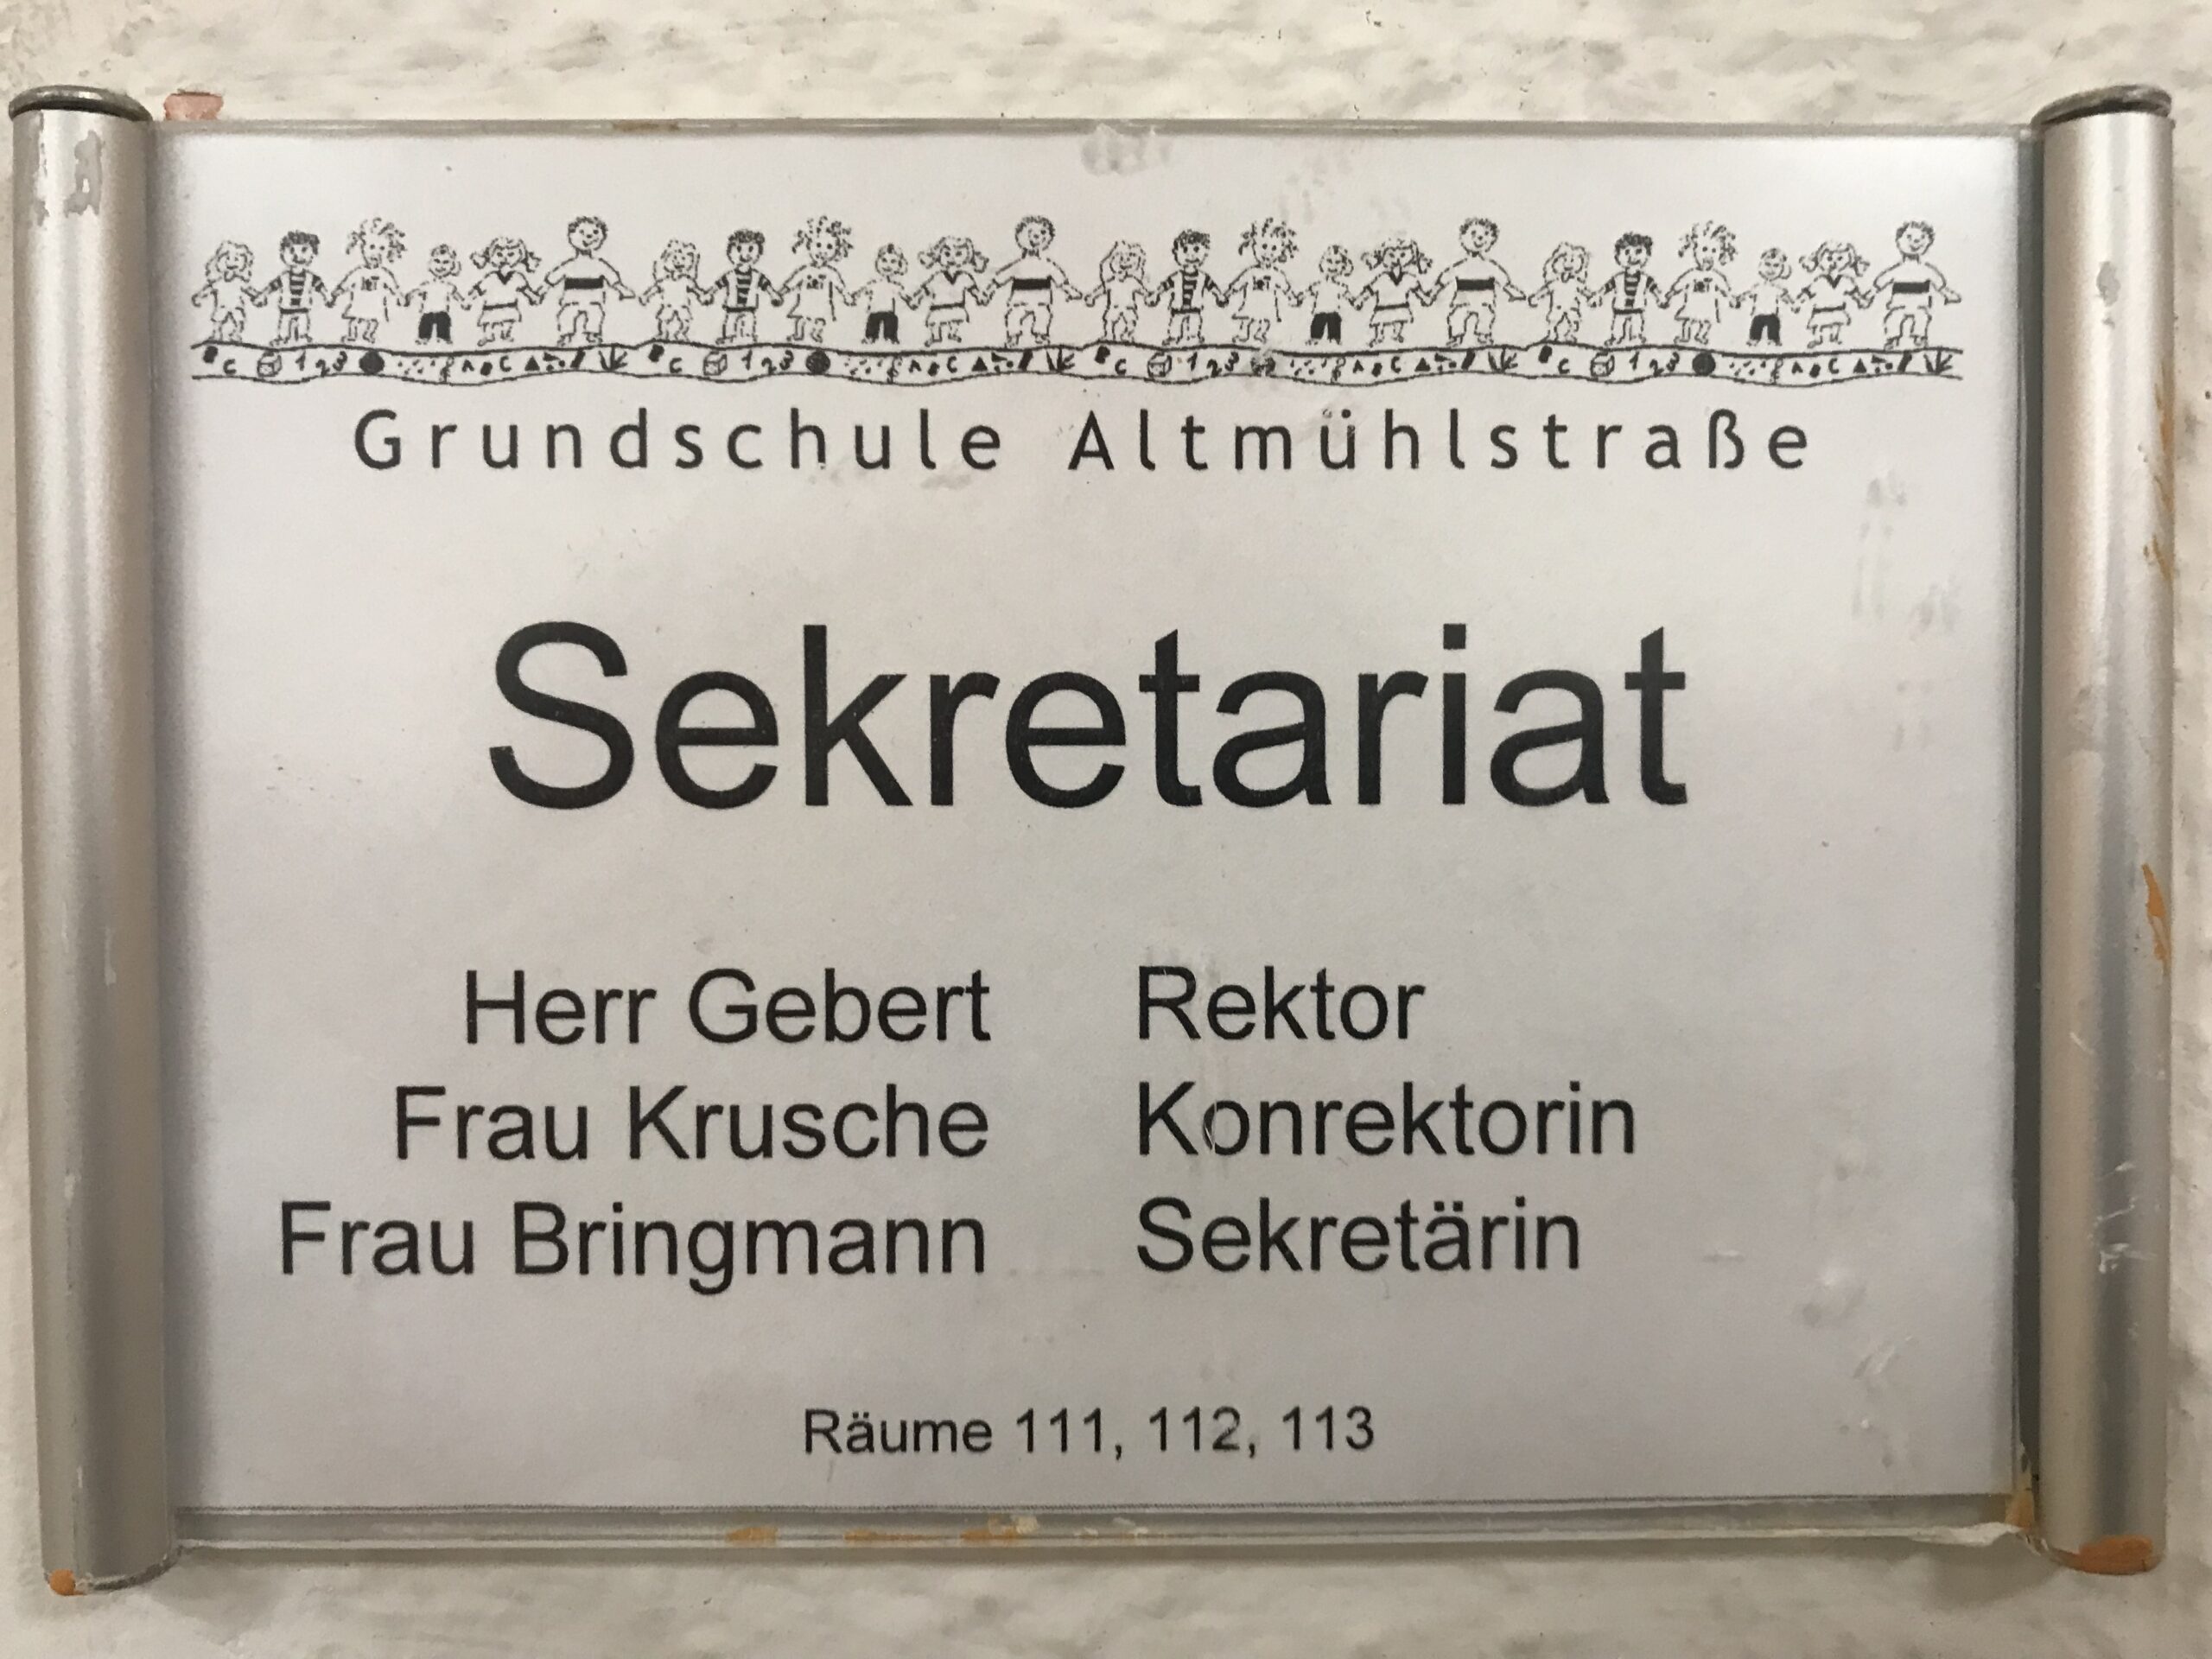 Grundschule Altmühlstraße
Sekretariat
Herr Gebert Rektor
Frau Krusche Konrektorin
Frau Bringmann Sekretärin
Räume 111, 112, 113